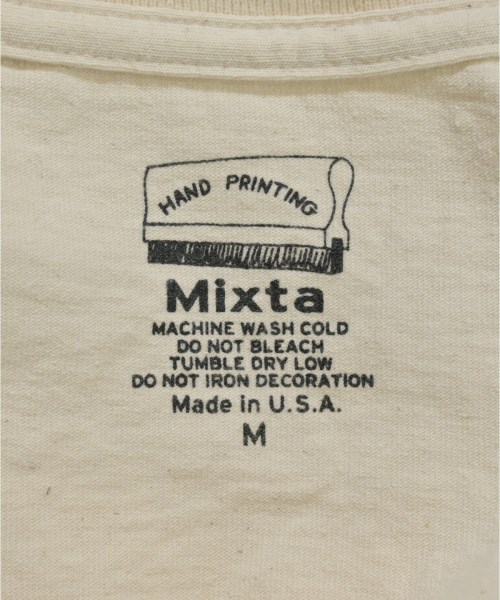 HAND PRINTING
Mixta
MACHINE WASH COLD
DO NOT BLEACH
TUMBLE DRY LOW
DO NOT IRON DECORATION
Made in U.S.A.
M